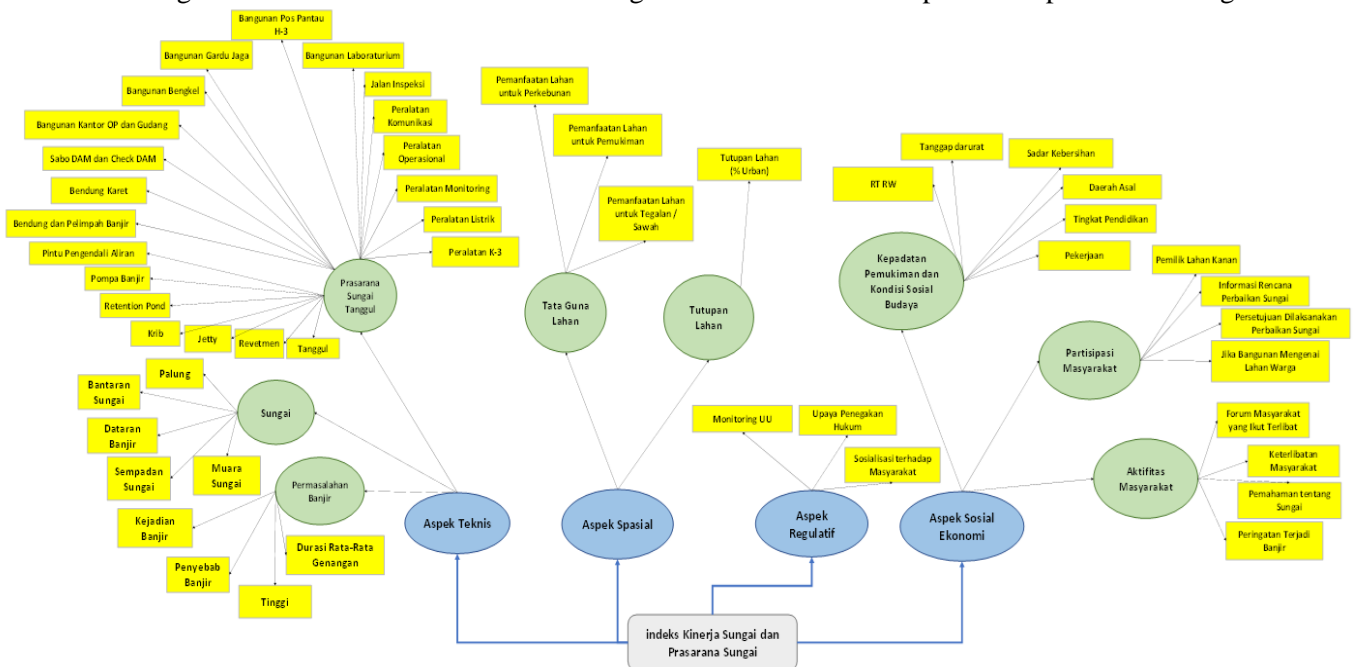 Bangunan Pos Pantau
H-3
Bangunan Gardu Jaga
Bangunan Laboraturium
Bangunan Bengkel
Jalan Inspeksi
Bangunan Kantor OP dan Gudang
Peralatan
Komunikasi
Sabo DAM dan Check DAM
Peralatan
Operasional
Bendung Karet
Peralatan Monitoring
Bendung dan Pelimpah Banjir
Peralatan Listrik
Pintu Pengendali Aliran
Peralatan K-3
Pompa Banjir
Retention Pond
Krib
Jetty
Revetmen
Tanggul
Prasarana
Sungai
Tanggul
Pemanfaatan Lahan
untuk Perkebunan
Pemanfaatan Lahan
untuk Pemukiman
Pemanfaatan Lahan
untuk Tegalan /
Sawah
Tutupan Lahan
(% Urban)
Tata Guna
Lahan
Tutupan
Lahan
Tanggap darurat
RT RW
Sadar Kebersihan
Daerah Asal
Tingkat Pendidikan
Pekerjaan
Kepadatan
Pemukiman dan
Kondisi Sosial
Budaya
Pemilik Lahan Kanan
Informasi Rencana
Perbaikan Sungai
Persetujuan Dilaksanakan
Perbaikan Sungai
Jika Bangunan Mengenai
Lahan Warga
Partisipasi
Masyarakat
Palung
Bantaran
Sungai
Dataran
Banjir
Sempadan
Sungai
Muara
Sungai
Sungai
Permasalahan
Banjir
Kejadian
Banjir
Penyebab
Banjir
Tinggi
Durasi Rata-Rata
Genangan
Monitoring UU
Upaya Penegakan
Hukum
Sosialisasi terhadap
Masyarakat
Forum Masyarakat
yang Ikut Terlibat
Keterlibatan
Masyarakat
Pemahaman tentang
Sungai
Peringatan Terjadi
Banjir
Aktifitas
Masyarakat
Aspek Teknis
Aspek Spasial
Aspek
Regulatif
Aspek Sosial
Ekonomi
indeks Kinerja Sungai dan
Prasarana Sungai